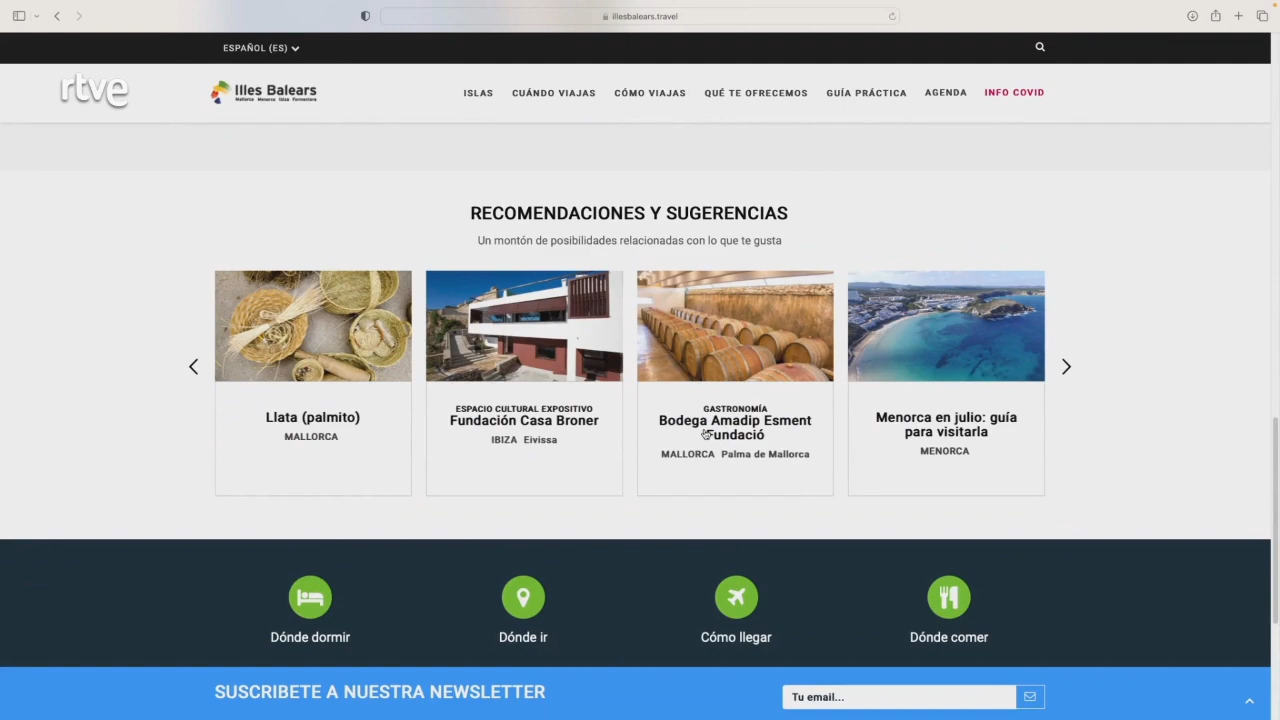 illesbalears.travel
ESPAÑOL (ES)
rtve
Illes Balears
Mallorca Menorca Ibiza Formentera
ISLAS CUÁNDO VIAJAS CÓMO VIAJAS QUÉ TE OFRECEMOS GUÍA PRÁCTICA AGENDA INFO COVID
RECOMENDACIONES Y SUGERENCIAS
Un montón de posibilidades relacionadas con lo que te gusta
Llata (palmito)
MALLORCA
ESPACIO CULTURAL EXPOSITIVO
Fundación Casa Broner
IBIZA Eivissa
GASTRONOMÍA
Bodega Amadip Esment
Fundació
MALLORCA Palma de Mallorca
Menorca en julio: guía
para visitarla
MENORCA
Dónde dormir
Dónde ir
Cómo llegar
Dónde comer
SUSCRIBETE A NUESTRA NEWSLETTER
Tu email...